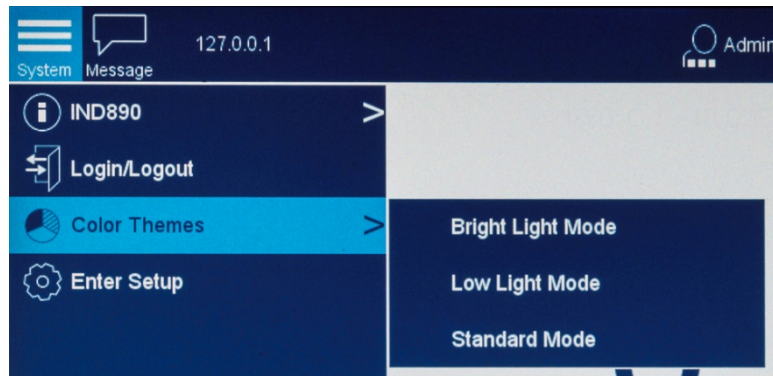 127.0.0.1
Admin
System Message
IND890 >
Login/Logout
Color Themes >
Bright Light Mode
Enter Setup
Low Light Mode
Standard Mode